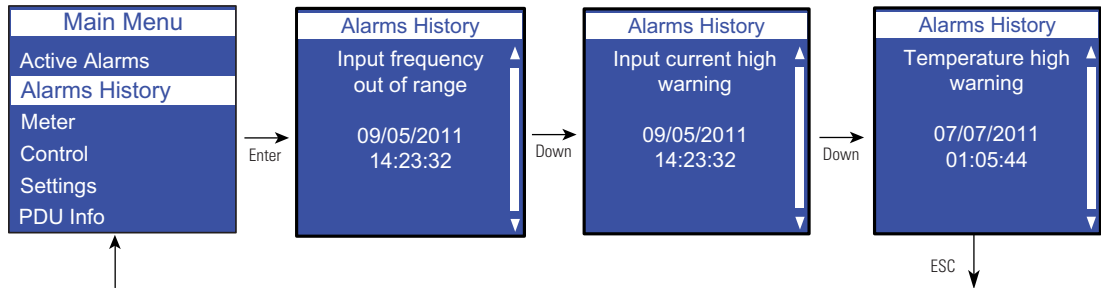 Main Menu
Active Alarms
Alarms History
Meter
Control
Settings
PDU Info
Enter
Alarms History
Input frequency
out of range
09/05/2011
14:23:32
Down
Alarms History
Input current high
warning
09/05/2011
14:23:32
Down
Alarms History
Temperature high
warning
07/07/2011
01:05:44
ESC